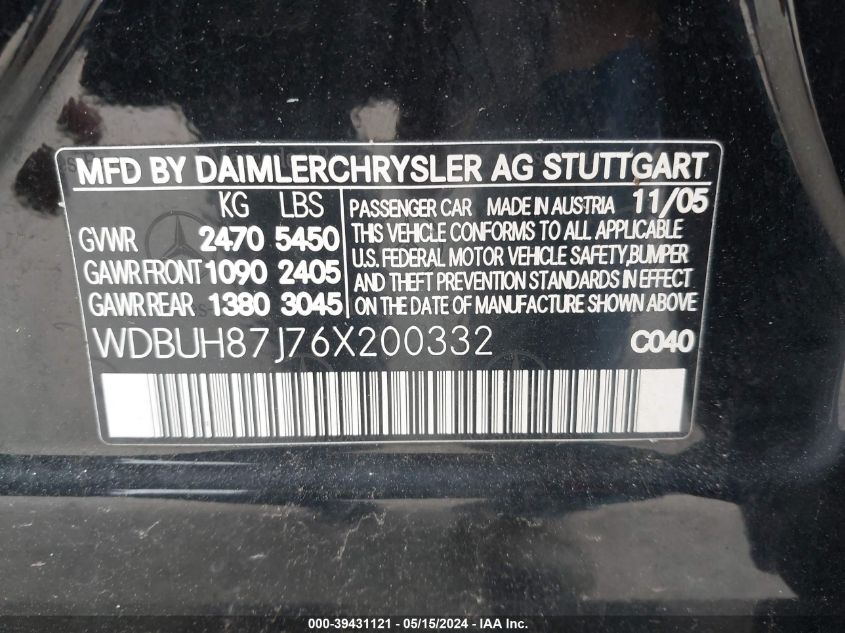 MFD BY DAIMLERCHRYSLER AG STUTTGART
KG LBS
GVWR 2470 5450
GAWR FRONT 1090 2405
GAWR REAR 1380 3045
PASSENGER CAR MADE IN AUSTRIA 11/05
THIS VEHICLE CONFORMS TO ALL APPLICABLE
U.S. FEDERAL MOTOR VEHICLE SAFETY, BUMPER
AND THEFT PREVENTION STANDARDS IN EFFECT
ON THE DATE OF MANUFACTURE SHOWN ABOVE
WDBUH87J76X200332 C040
000-39431121 - 05/15/2024 - IAA Inc.